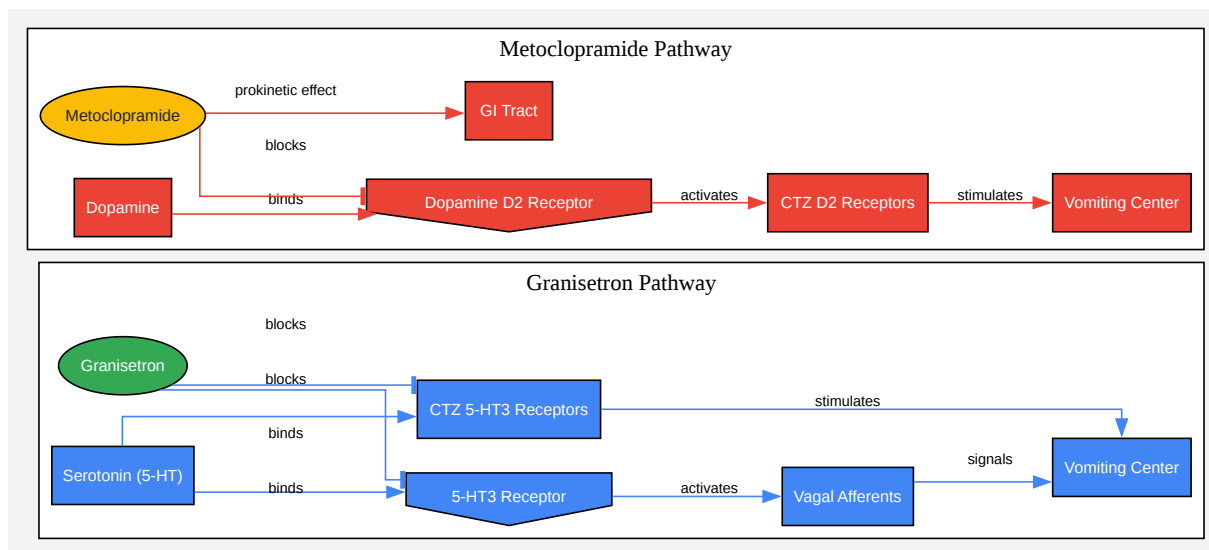 Metoclopramide Pathway
prokinetic effect
GI Tract
Metoclopramide
blocks
Dopamine
binds
Dopamine D2 Receptor
activates
CTZ D2 Receptors
stimulates
Vomiting Center
Granisetron Pathway
blocks
Granisetron
blocks
CTZ 5-HT3 Receptors
stimulates
binds
Serotonin (5-HT)
binds
5-HT3 Receptor
activates
Vagal Afferents
signals
Vomiting Center